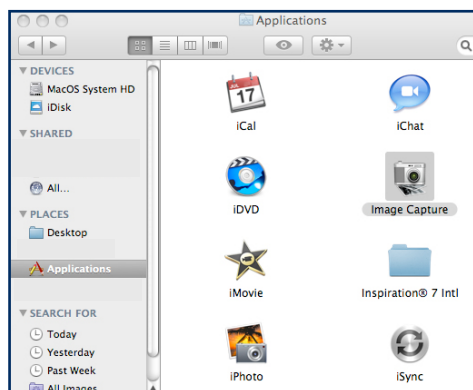 Applications
DEVICES
MacOS System HD
iDisk
SHARED
All...
PLACES
Desktop
Applications
SEARCH FOR
Today
Yesterday
Past Week
All Images
JUL
17
iCal
iChat
iDVD
Image Capture
iMovie
Inspiration® 7 Intl
iPhoto
iSync